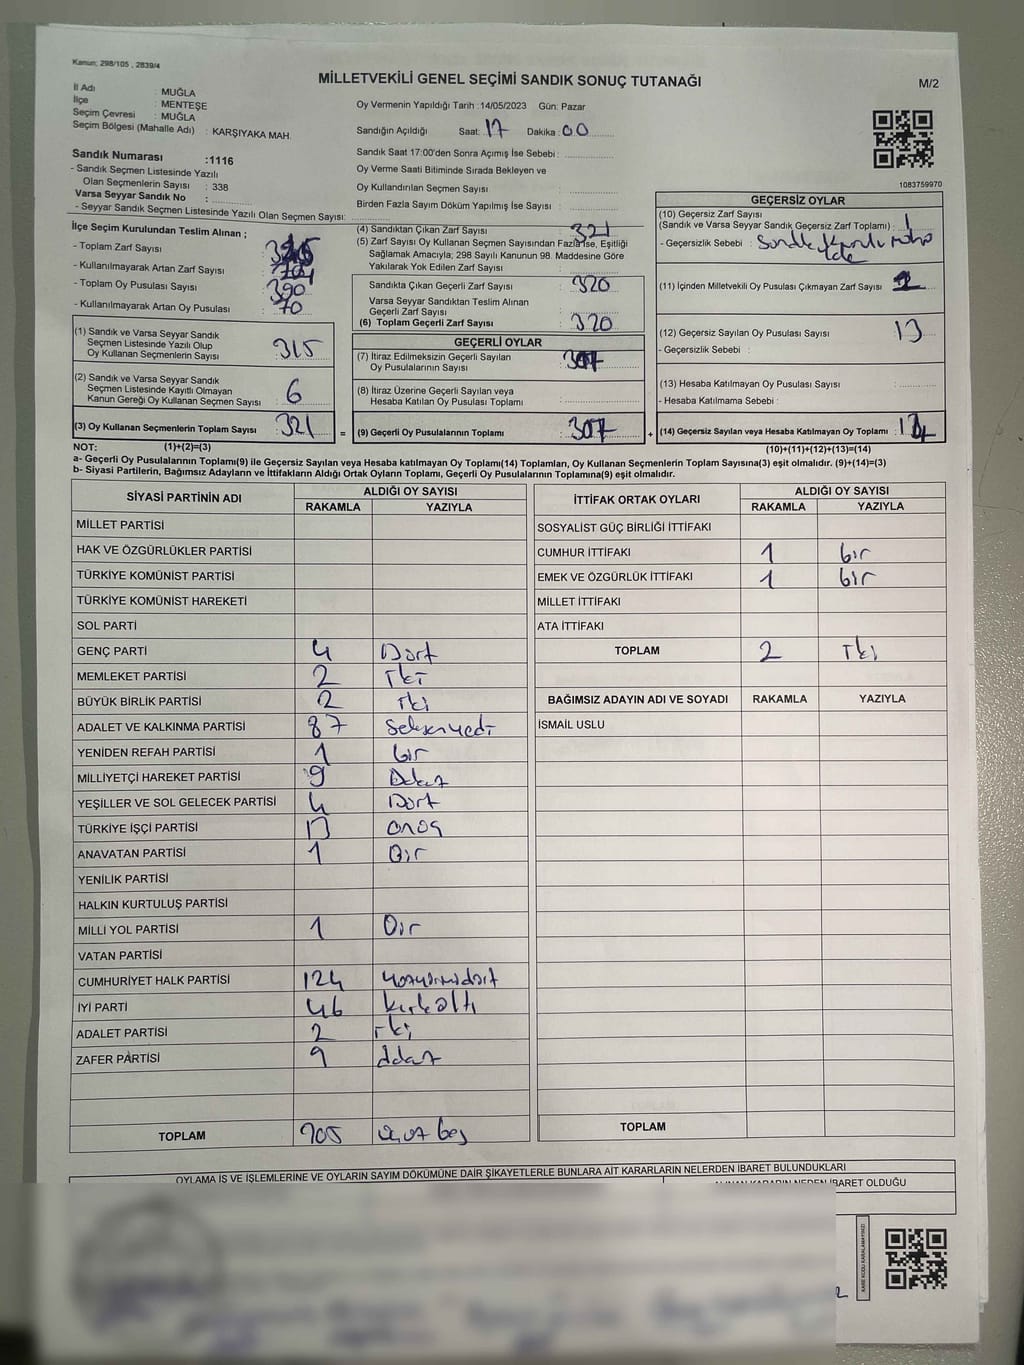 Kanun: 298/105 , 2839/4
MİLLETVEKİLİ GENEL SEÇİMİ SANDIK SONUÇ TUTANAĞI
M/2
İl Adı : MUĞLA
İlçe : MENTEŞE
Seçim Çevresi : MUĞLA
Seçim Bölgesi (Mahalle Adı) : KARŞIYAKA MAH.
Oy Vermenin Yapıldığı Tarih :14/05/2023 Gün: Pazar
Sandığın Açıldığı Saat: 17 Dakika: 00
Sandık Saat 17:00'den Sonra Açımış İse Sebebi :
Oy Verme Saati Bitiminde Sırada Bekleyen ve
Oy Kullandırılan Seçmen Sayısı :
Birden Fazla Sayım Döküm Yapılmış İse Sayısı :
1083759970
Sandık Numarası :1116
- Sandık Seçmen Listesinde Yazılı
Olan Seçmenlerin Sayısı : 338
Varsa Seyyar Sandık No :
- Seyyar Sandık Seçmen Listesinde Yazılı Olan Seçmen Sayısı:
İlçe Seçim Kurulundan Teslim Alınan ;
- Toplam Zarf Sayısı :
- Kullanılmayarak Artan Zarf Sayısı :
- Toplam Oy Pusulası Sayısı : 390
- Kullanılmayarak Artan Oy Pusulası : 70
(1) Sandık ve Varsa Seyyar Sandık
Seçmen Listesinde Yazılı Olup
Oy Kullanan Seçmenlerin Sayısı : 315
(2) Sandık ve Varsa Seyyar Sandık
Seçmen Listesinde Kayıtlı Olmayan
Kanun Gereği Oy Kullanan Seçmen Sayısı : 6
(3) Oy Kullanan Seçmenlerin Toplam Sayısı : 321
(4) Sandıktan Çıkan Zarf Sayısı : 321
(5) Zarf Sayısı Oy Kullanan Seçmen Sayısından Fazla İse, Eşitliği
Sağlamak Amacıyla; 298 Sayılı Kanunun 98. Maddesine Göre
Yakılarak Yok Edilen Zarf Sayısı :
Sandıkta Çıkan Geçerli Zarf Sayısı : 320
Varsa Seyyar Sandıktan Teslim Alınan
Geçerli Zarf Sayısı :
(6) Toplam Geçerli Zarf Sayısı : 320
GEÇERLİ OYLAR
(7) İtiraz Edilmeksizin Geçerli Sayılan
Oy Pusulalarının Sayısı : 307
(8) İtiraz Üzerine Geçerli Sayılan veya
Hesaba Katılan Oy Pusulası Toplamı :
= (9) Geçerli Oy Pusulalarının Toplamı : 307 +
GEÇERSİZ OYLAR
(10) Geçersiz Zarf Sayısı
(Sandık ve Varsa Seyyar Sandık Geçersiz Zarf Toplamı) : 1
- Geçersizlik Sebebi :
(11) İçinden Milletvekili Oy Pusulası Çıkmayan Zarf Sayısı :
(12) Geçersiz Sayılan Oy Pusulası Sayısı : 13
- Geçersizlik Sebebi :
(13) Hesaba Katılmayan Oy Pusulası Sayısı :
- Hesaba Katılmama Sebebi :
(14) Geçersiz Sayılan veya Hesaba Katılmayan Oy Toplamı :
NOT: (1)+(2)=(3)
(10)+(11)+(12)+(13)=(14)
a- Geçerli Oy Pusulalarının Toplamı(9) ile Geçersiz Sayılan veya Hesaba katılmayan Oy Toplamı(14) Toplamları, Oy Kullanan Seçmenlerin Toplam Sayısına(3) eşit olmalıdır. (9)+(14)=(3)
b- Siyasi Partilerin, Bağımsız Adayların ve İttifakların Aldığı Ortak Oyların Toplamı, Geçerli Oy Pusulalarının Toplamına(9) eşit olmalıdır.
SİYASİ PARTİNİN ADI ALDIĞI OY SAYISI
RAKAMLA YAZIYLA
MİLLET PARTİSİ
HAK VE ÖZGÜRLÜKLER PARTİSİ
TÜRKİYE KOMÜNİST PARTİSİ
TÜRKİYE KOMÜNİST HAREKETİ
SOL PARTİ
GENÇ PARTİ 4 Dört
MEMLEKET PARTİSİ 2 İki
BÜYÜK BİRLİK PARTİSİ 2 İki
ADALET VE KALKINMA PARTİSİ 87 Seksenyedi
YENİDEN REFAH PARTİSİ 1 bir
MİLLİYETÇİ HAREKET PARTİSİ 9 Dokuz
YEŞİLLER VE SOL GELECEK PARTİSİ 4 Dört
TÜRKİYE İŞÇİ PARTİSİ 13 onüç
ANAVATAN PARTİSİ 1 Bir
YENİLİK PARTİSİ
HALKIN KURTULUŞ PARTİSİ
MİLLİ YOL PARTİSİ 1 Bir
VATAN PARTİSİ
CUMHURİYET HALK PARTİSİ 124 yüzyirmidört
İYİ PARTİ 46 kırkaltı
ADALET PARTİSİ 2 İki
ZAFER PARTİSİ 9 dokuz
TOPLAM 305 üçyüzbeş
İTTİFAK ORTAK OYLARI ALDIĞI OY SAYISI
RAKAMLA YAZIYLA
SOSYALİST GÜÇ BİRLİĞİ İTTİFAKI
CUMHUR İTTİFAKI 1 bir
EMEK VE ÖZGÜRLÜK İTTİFAKI 1 bir
MİLLET İTTİFAKI
ATA İTTİFAKI
TOPLAM 2 İki
BAĞIMSIZ ADAYIN ADI VE SOYADI RAKAMLA YAZIYLA
İSMAİL USLU
TOPLAM
OYLAMA İŞ VE İŞLEMLERİNE VE OYLARIN SAYIM DÖKÜMÜNE DAİR ŞİKAYETLERLE BUNLARA AİT KARARLARIN NELERDEN İBARET BULUNDUKLARI
İBARET OLDUĞU